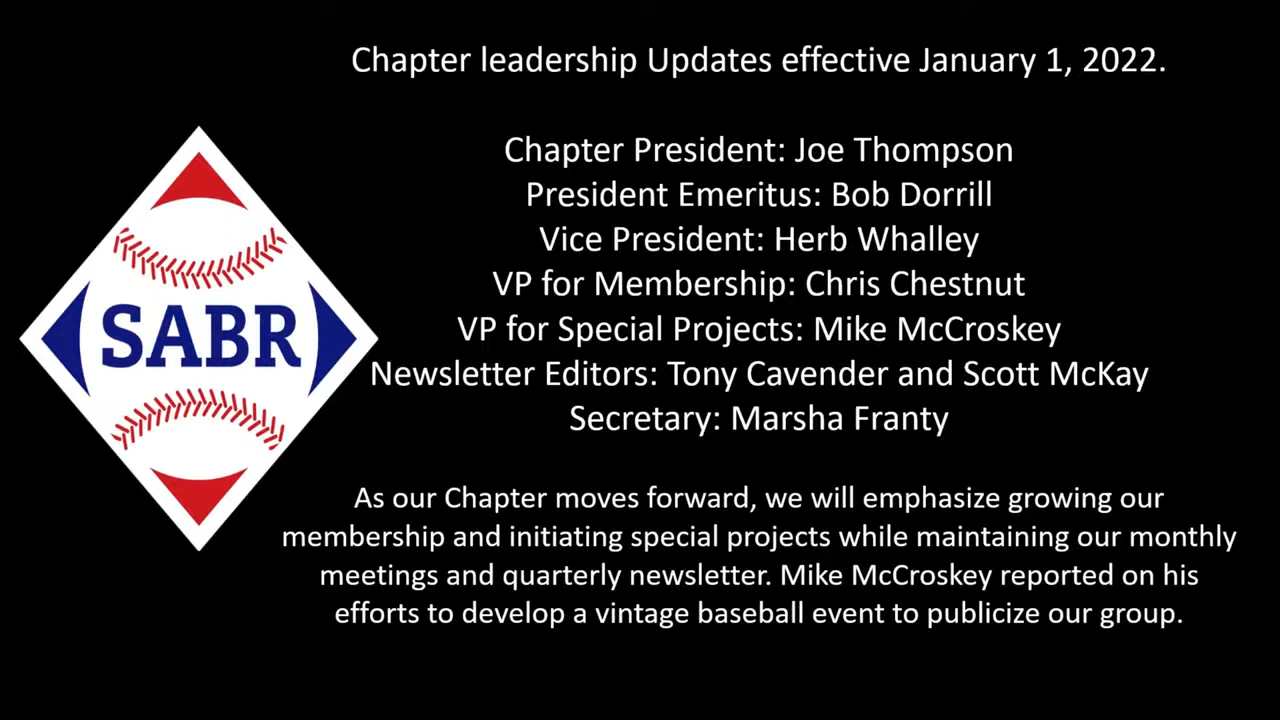 Chapter leadership Updates effective January 1, 2022.
Chapter President: Joe Thompson
President Emeritus: Bob Dorrill
Vice President: Herb Whalley
VP for Membership: Chris Chestnut
VP for Special Projects: Mike McCroskey
SABR
Newsletter Editors: Tony Cavender and Scott McKay
Secretary: Marsha Franty
As our Chapter moves forward, we will emphasize growing our
membership and initiating special projects while maintaining our monthly
meetings and quarterly newsletter. Mike McCroskey reported on his
efforts to develop a vintage baseball event to publicize our group.